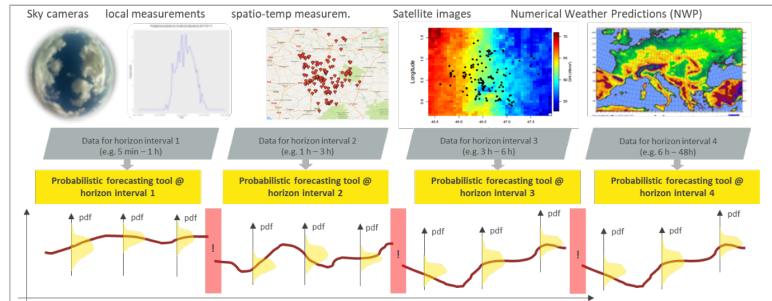 Sky cameras local measurements spatio-temp measurem. Satellite images Numerical Weather Predictions (NWP)
Longitude
Data for horizon interval 1
(e.g. 5 min – 1 h)
Data for horizon interval 2
(e.g. 1 h – 3 h)
Data for horizon interval 3
(e.g. 3 h – 6 h)
Data for horizon interval 4
(e.g. 6 h – 48h)
Probabilistic forecasting tool @
horizon interval 1
Probabilistic forecasting tool @
horizon interval 2
Probabilistic forecasting tool @
horizon interval 3
Probabilistic forecasting tool @
horizon interval 4
pdf
pdf
pdf
!
pdf
pdf
pdf
!
pdf
pdf
pdf
!
pdf
pdf
pdf